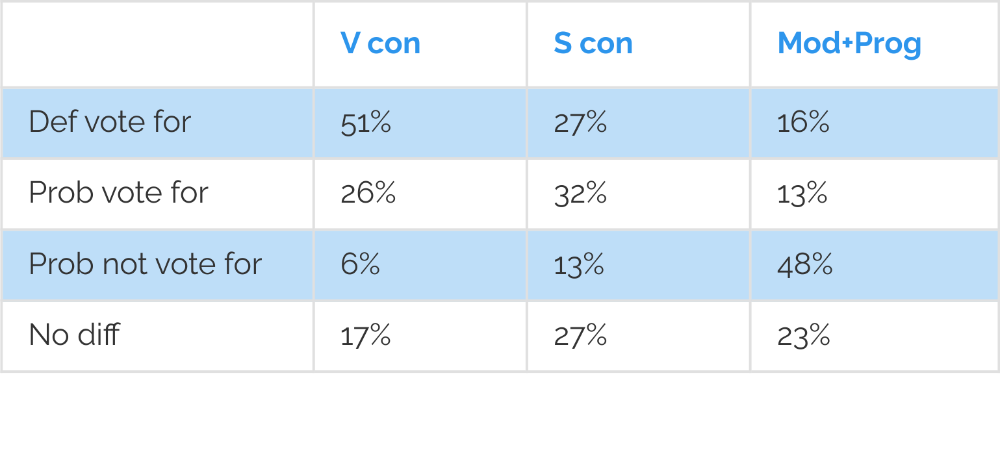 V con S con Mod+Prog
Def vote for 51% 27% 16%
Prob vote for 26% 32% 13%
Prob not vote for 6% 13% 48%
No diff 17% 27% 23%